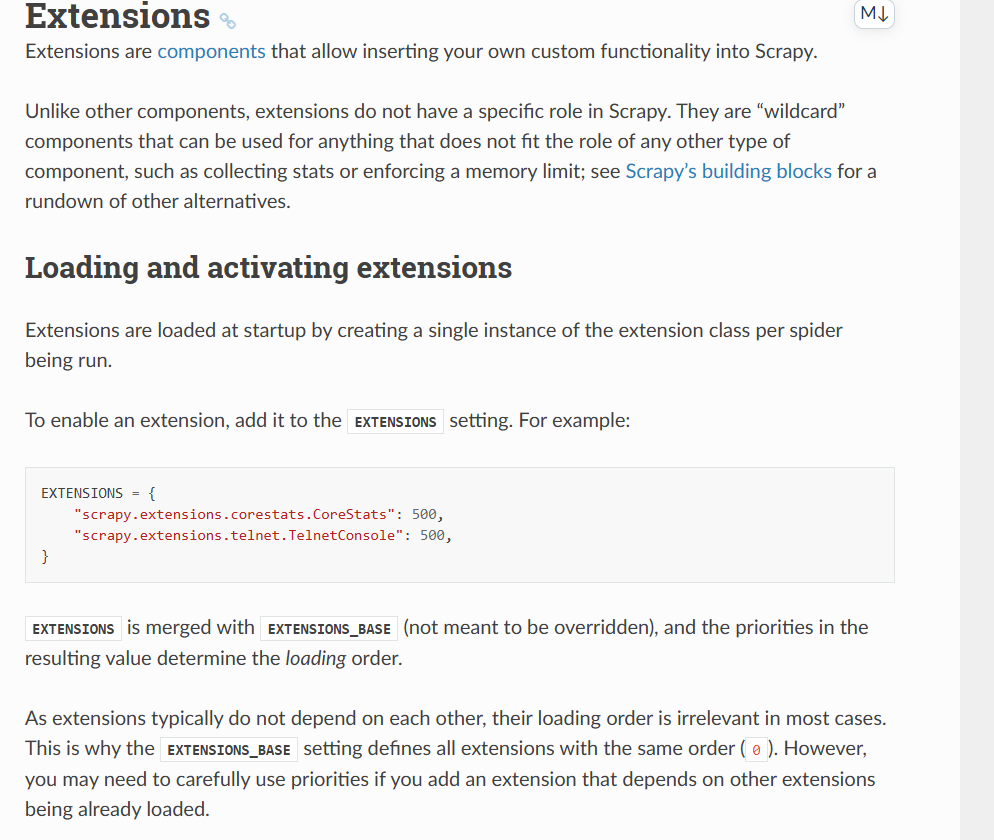 Extensions
M↓
Extensions are components that allow inserting your own custom functionality into Scrapy.
Unlike other components, extensions do not have a specific role in Scrapy. They are “wildcard”
components that can be used for anything that does not fit the role of any other type of
component, such as collecting stats or enforcing a memory limit; see Scrapy’s building blocks for a
rundown of other alternatives.
Loading and activating extensions
Extensions are loaded at startup by creating a single instance of the extension class per spider
being run.
To enable an extension, add it to the EXTENSIONS setting. For example:
EXTENSIONS = {
    "scrapy.extensions.corestats.CoreStats": 500,
    "scrapy.extensions.telnet.TelnetConsole": 500,
}
EXTENSIONS is merged with EXTENSIONS_BASE (not meant to be overridden), and the priorities in the
resulting value determine the loading order.
As extensions typically do not depend on each other, their loading order is irrelevant in most cases.
This is why the EXTENSIONS_BASE setting defines all extensions with the same order (0). However,
you may need to carefully use priorities if you add an extension that depends on other extensions
being already loaded.